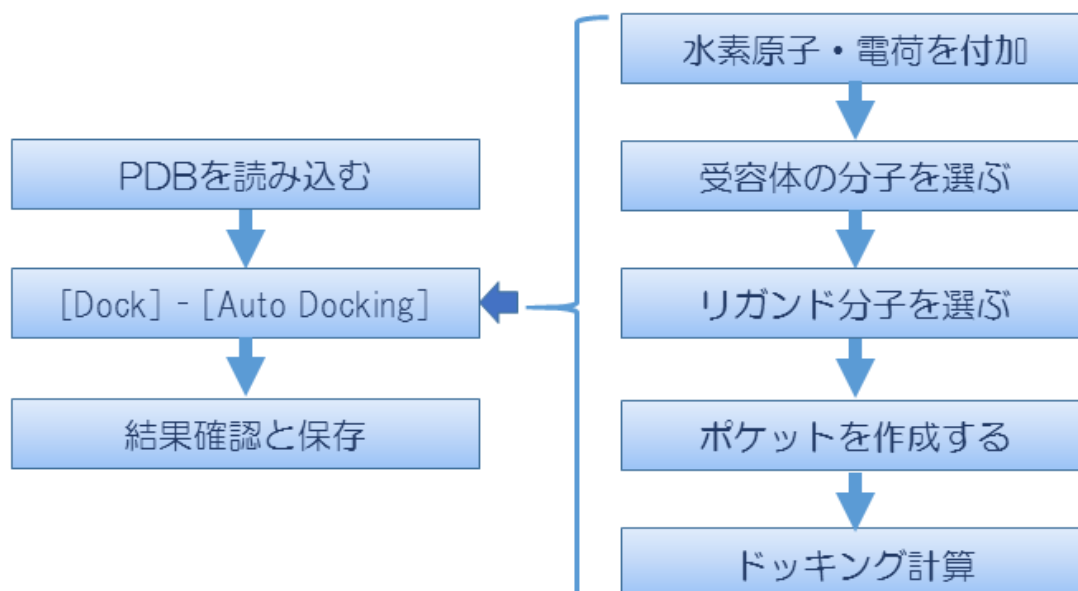 PDBを読み込む
[Dock] - [Auto Docking]
結果確認と保存
水素原子・電荷を付加
受容体の分子を選ぶ
リガンド分子を選ぶ
ポケットを作成する
ドッキング計算